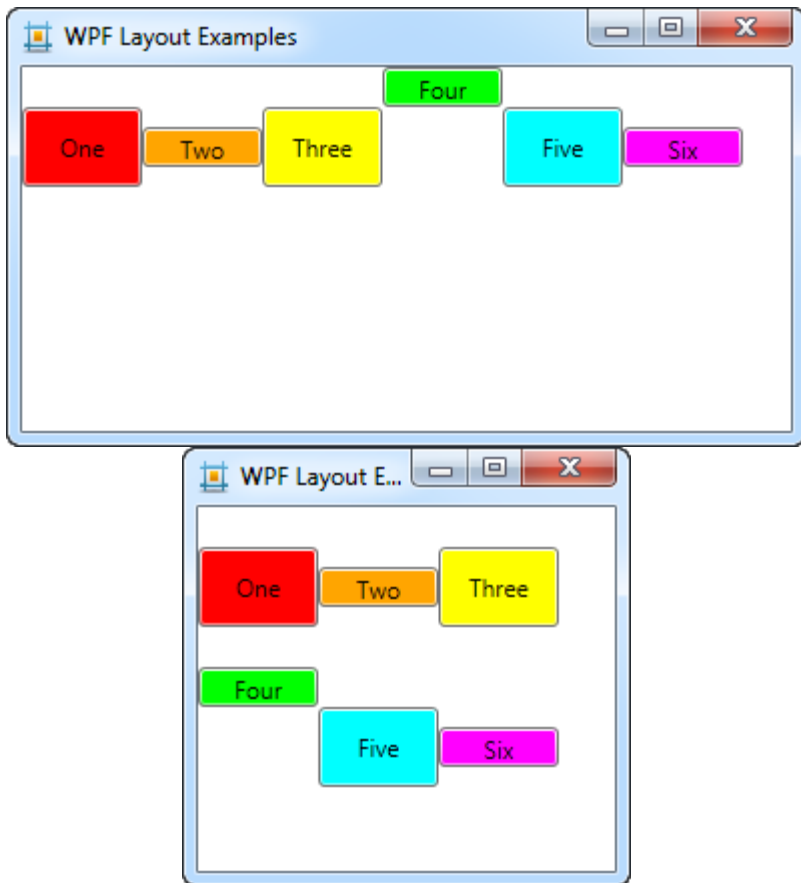 WPF Layout Examples
Four
One Two Three Five Six
WPF Layout E...
One Two Three
Four
Five Six